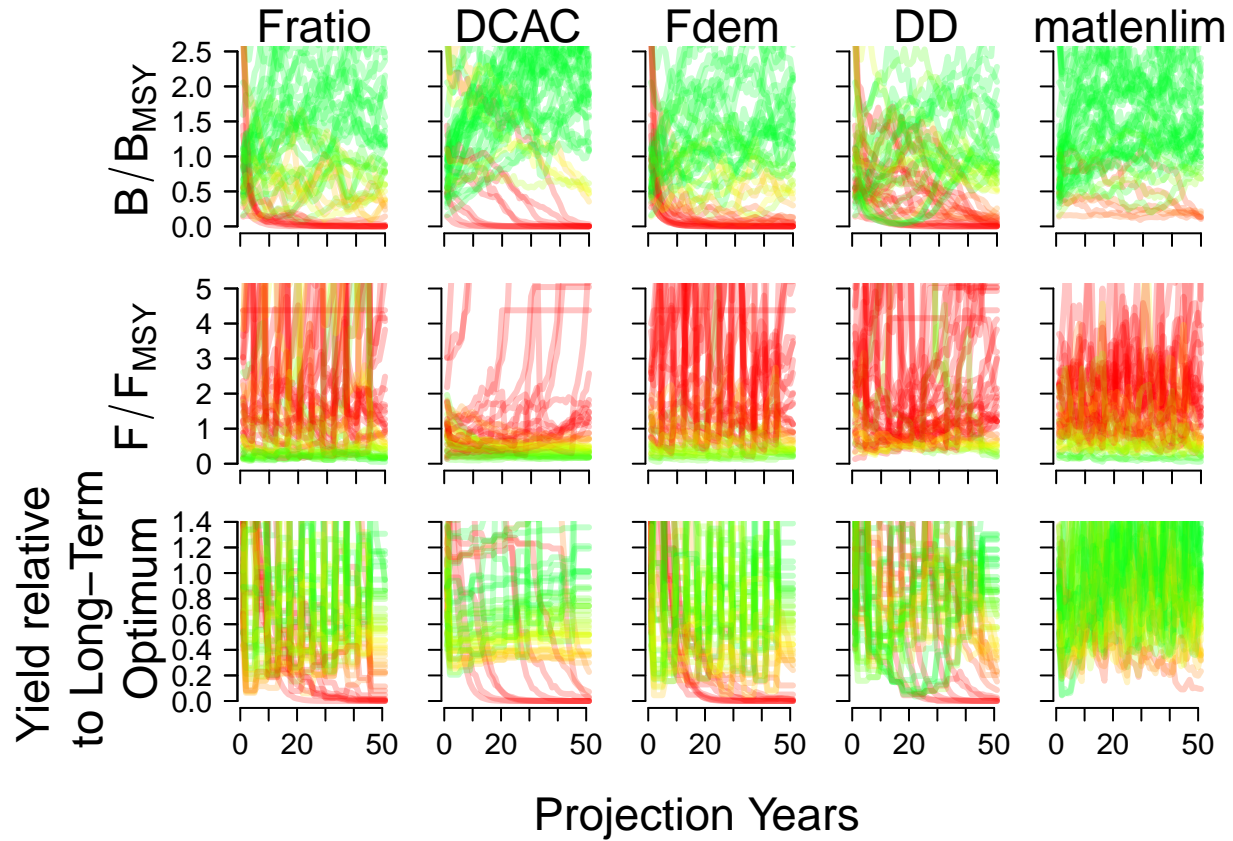 Fratio DCAC Fdem DD matlenlim
B/BMSY
2.5
2.0
1.5
1.0
0.5
0.0
F/FMSY
5
4
3
2
1
0
Yield relative
to Long−Term
Optimum
1.4
1.2
1.0
0.8
0.6
0.4
0.2
0.0
0 20 50 0 20 50 0 20 50 0 20 50 0 20 50
Projection Years